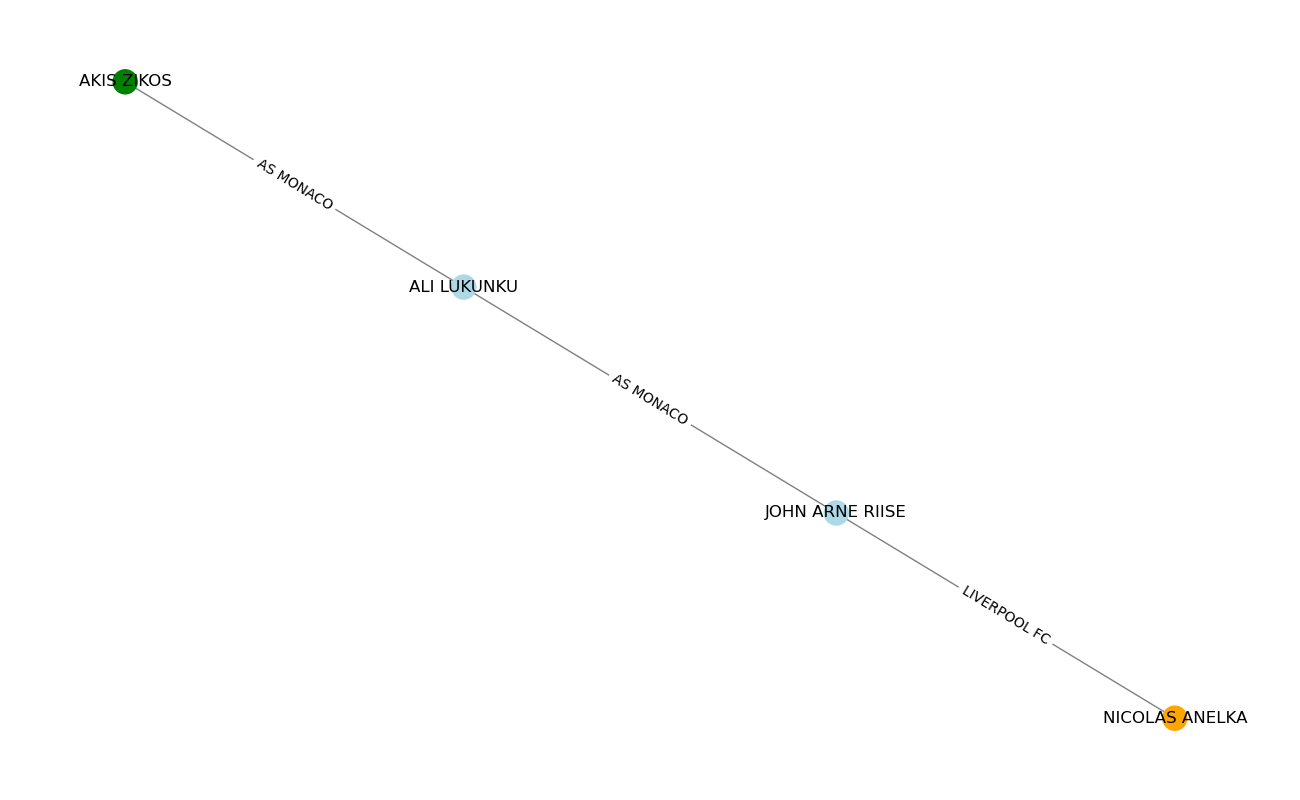 AKIS ZIKOS
AS MONACO
ALI LUKUNKU
AS MONACO
JOHN ARNE RIISE
LIVERPOOL FC
NICOLAS ANELKA